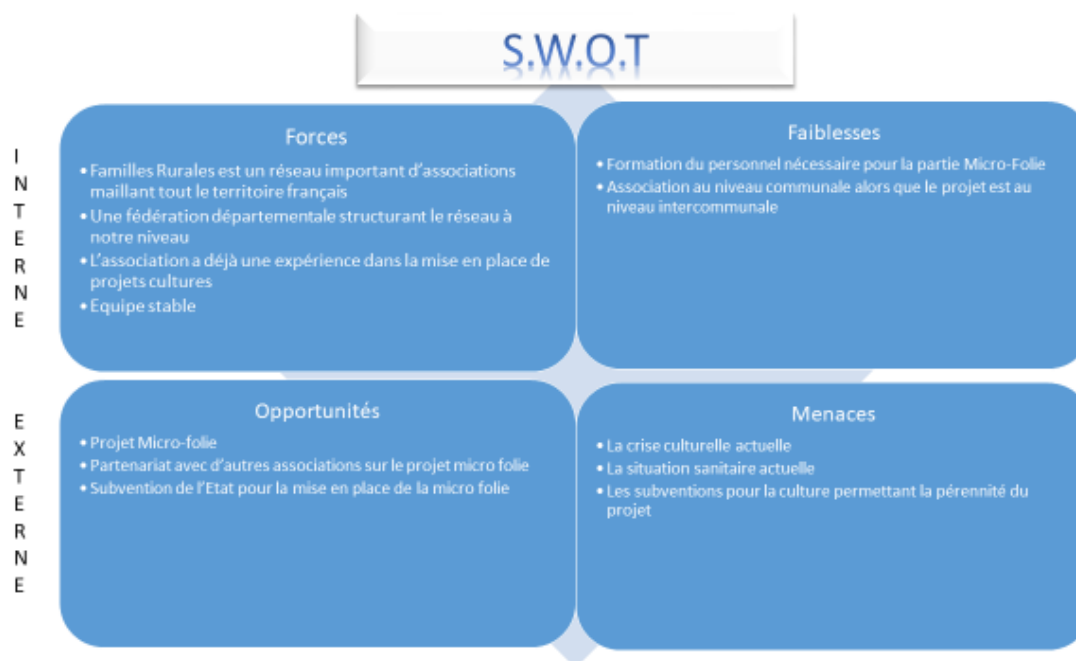 S.W.O.T
INTERNE
Forces
• Familles Rurales est un réseau important d'associations
maillant tout le territoire français
• Une fédération départementale structurant le réseau à
notre niveau
• L'association a déjà une expérience dans la mise en place de
projets cultures
• Equipe stable
Faiblesses
• Formation du personnel nécessaire pour la partie Micro-Folie
• Association au niveau communale alors que le projet est au
niveau intercommunale
EXTERNE
Opportunités
• Projet Micro-folie
• Partenariat avec d'autres associations sur le projet micro folie
• Subvention de l'Etat pour la mise en place de la micro folie
Menaces
• La crise culturelle actuelle
• La situation sanitaire actuelle
• Les subventions pour la culture permettant la pérennité du
projet